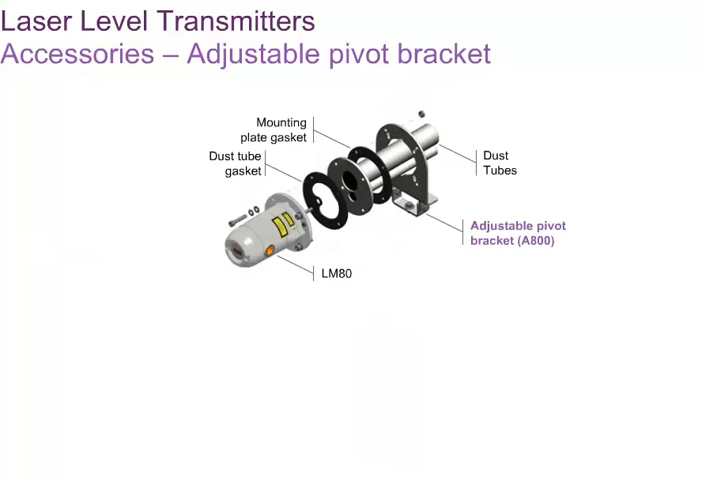 Laser Level Transmitters
Accessories – Adjustable pivot bracket
Mounting
plate gasket
Dust tube
gasket
Dust
Tubes
Adjustable pivot
bracket (A800)
LM80